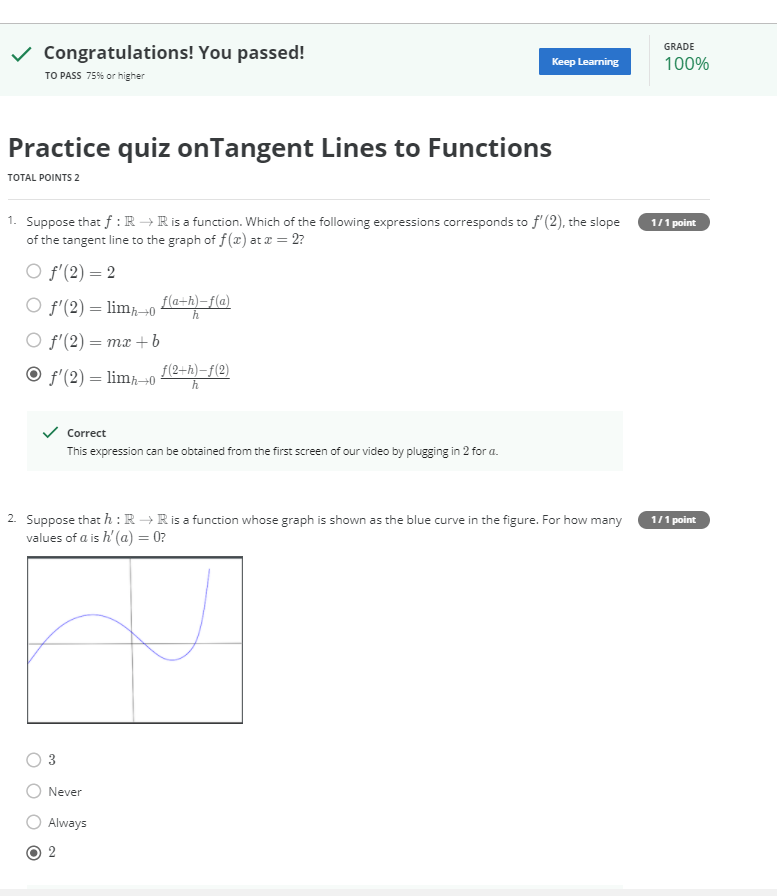 Congratulations! You passed!
TO PASS 75% or higher
Keep Learning
GRADE
100%
Practice quiz onTangent Lines to Functions
TOTAL POINTS 2
1. Suppose that f : ℝ → ℝ is a function. Which of the following expressions corresponds to f′(2), the slope
of the tangent line to the graph of f(x) at x = 2?
1 / 1 point
f′(2) = 2
f′(2) = lim_{h→0} \frac{f(a+h)−f(a)}{h}
f′(2) = mx + b
f′(2) = lim_{h→0} \frac{f(2+h)−f(2)}{h}
Correct
This expression can be obtained from the first screen of our video by plugging in 2 for a.
2. Suppose that h : ℝ → ℝ is a function whose graph is shown as the blue curve in the figure. For how many
values of a is h′(a) = 0?
1 / 1 point
3
Never
Always
2